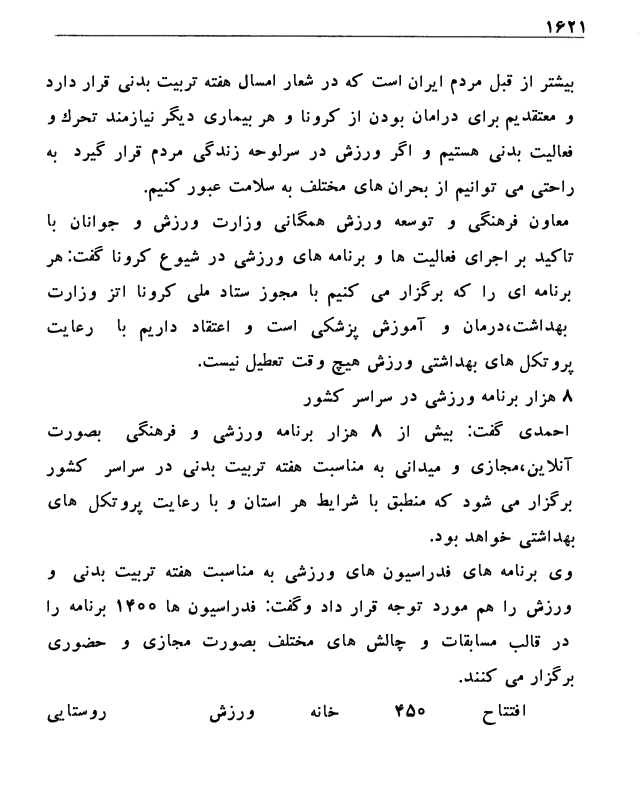 ۱۶۲۱
بیشتر از قبل مردم ایران است که در شعار امسال هفته تربیت بدنی قرار دارد
و معتقدیم برای درامان بودن از کرونا و هر بیماری دیگر نیازمند تحرك و
فعالیت بدنی هستیم و اگر ورزش در سرلوحه زندگی مردم قرار گیرد به
راحتی می توانیم از بحران های مختلف به سلامت عبور کنیم.
معاون فرهنگی و توسعه ورزش همگانی وزارت ورزش و جوانان با
تاکید بر اجرای فعالیت ها و برنامه های ورزشی در شیوع کرونا گفت: هر
برنامه ای را که برگزار می کنیم با مجوز ستاد ملی کرونا اتز وزارت
بهداشت،درمان و آموزش پزشکی است و اعتقاد داریم با رعایت
پروتکل های بهداشتی ورزش هیچ وقت تعطیل نیست.
۸ هزار برنامه ورزشی در سراسر کشور
احمدی گفت: بیش از ۸ هزار برنامه ورزشی و فرهنگی بصورت
آنلاین،مجازی و میدانی به مناسبت هفته تربیت بدنی در سراسر کشور
برگزار می شود که منطبق با شرایط هر استان و با رعایت پروتکل های
بهداشتی خواهد بود.
وی برنامه های فدراسیون های ورزشی به مناسبت هفته تربیت بدنی و
ورزش را هم مورد توجه قرار داد وگفت: فدراسیون ها ۱۴۰۰ برنامه را
در قالب مسابقات و چالش های مختلف بصورت مجازی و حضوری
برگزار می کنند.
افتتاح ۴۵۰ خانه ورزش روستایی